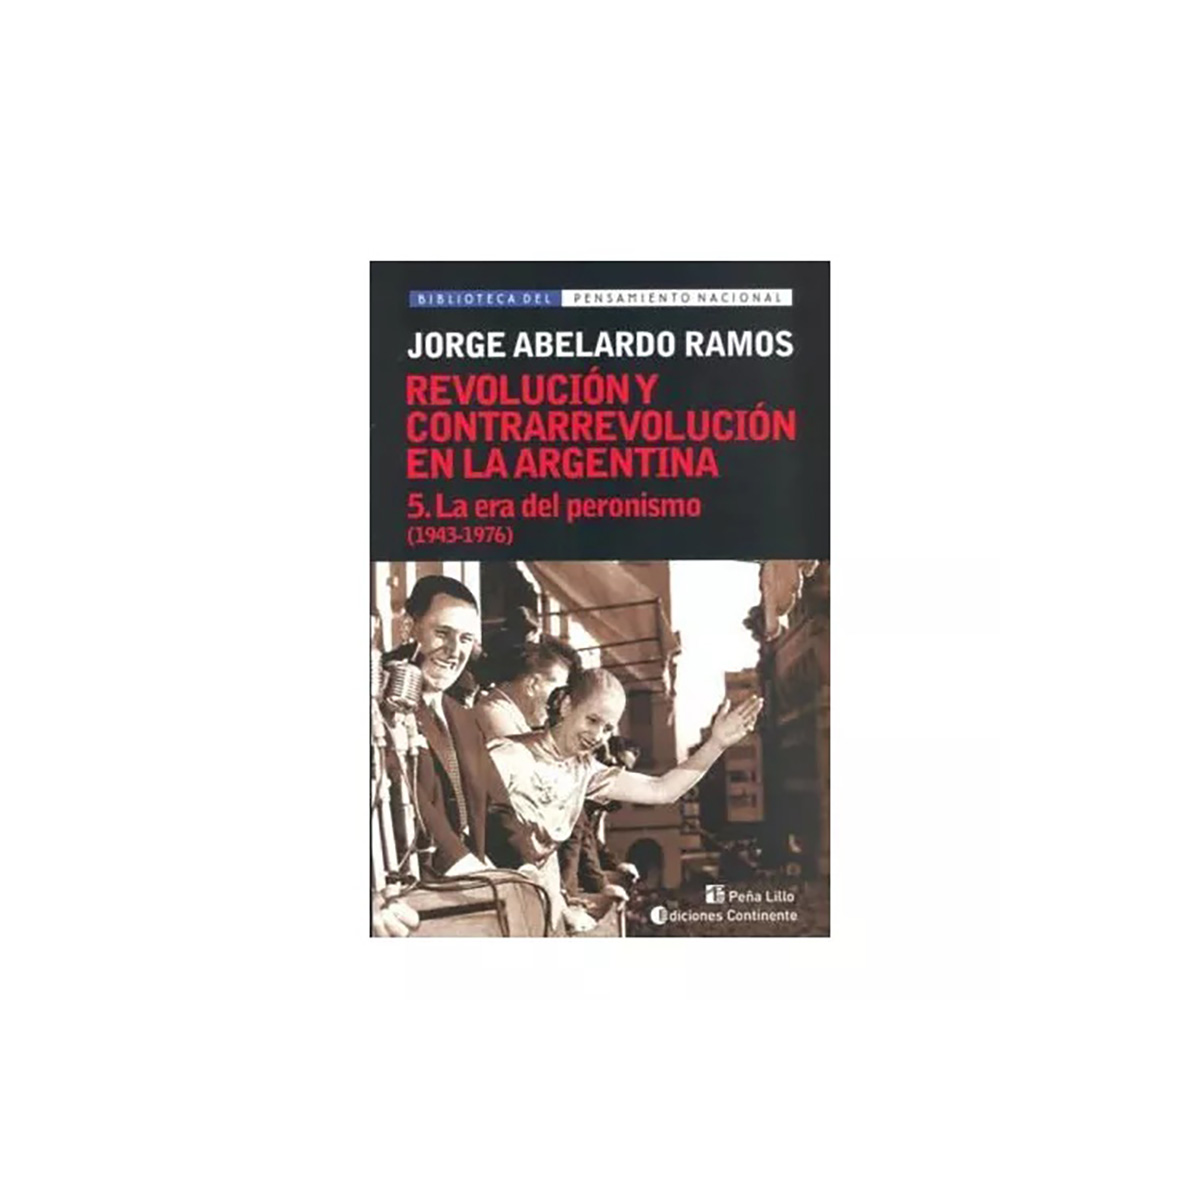 BIBLIOTECA DEL PENSAMIENTO NACIONAL
JORGE ABELARDO RAMOS
REVOLUCIÓN Y
CONTRARREVOLUCIÓN
EN LA ARGENTINA
5. La era del peronismo
(1943-1976)
Peña Lillo
Ediciones Continente